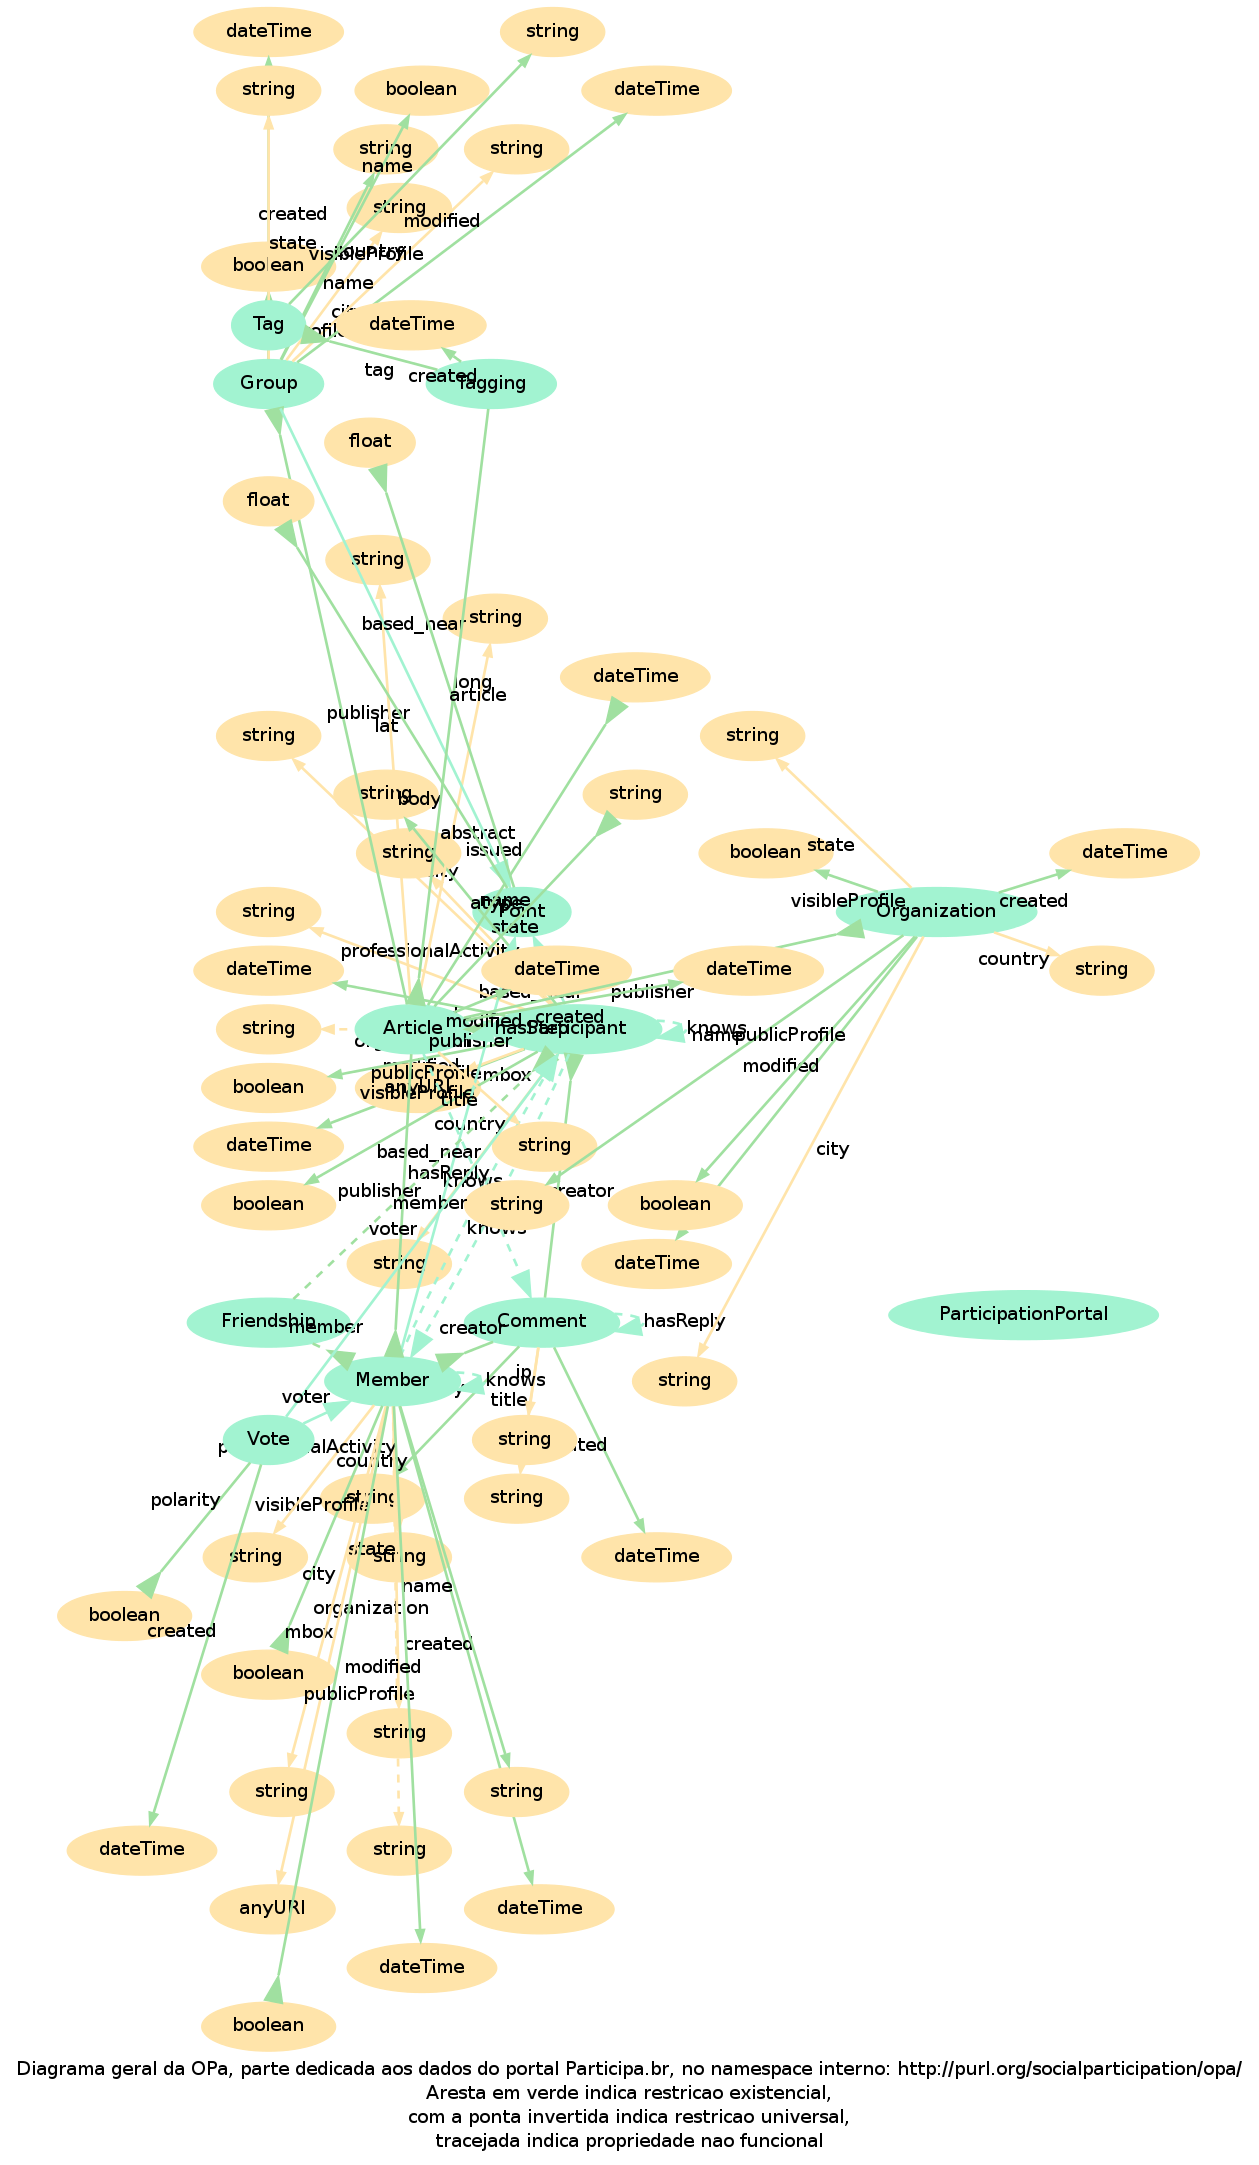 dateTime
string
string
boolean
dateTime
string
string
name
string
created
modified
state
country
visibleProfile
boolean
name
Tag
dateTime
tag
created
Group
Tagging
float
float
string
string
based_near
dateTime
long
article
publisher
lat
string
string
string
string
body
abstract
state
issued
string
boolean
dateTime
visibleProfile
created
name
string
Point
Organization
state
professionalActivity
country
dateTime
dateTime
dateTime
string
based_near
publisher
created
modified
string
Article
hasStep
Participant
knows
name
publicProfile
publisher
modified
publicProfile
mbox
boolean
anyURI
visibleProfile
title
country
dateTime
string
city
based_near
hasReply
knows
publisher
creator
boolean
member
string
boolean
voter
knows
string
dateTime
Friendship
member
creator
Comment
hasReply
ParticipationPortal
ip
Member
knows
string
voter
title
Vote
string
country
polarity
visibleProfile
string
string
string
state
string
dateTime
city
name
organization
boolean
created
mbox
created
modified
boolean
publicProfile
string
string
string
dateTime
string
anyURI
dateTime
dateTime
boolean
Diagrama geral da OPa, parte dedicada aos dados do portal Participa.br, no namespace interno: http://purl.org/socialparticipation/opa/
Aresta em verde indica restricao existencial,
com a ponta invertida indica restricao universal,
tracejada indica propriedade nao funcional